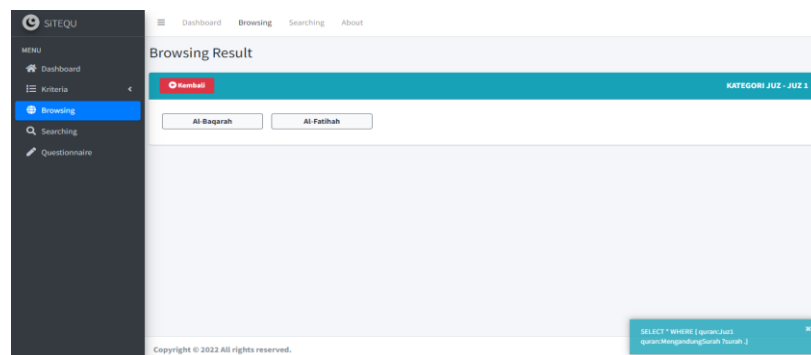 SITEQU
Dashboard Browsing Searching About
MENU
Dashboard
Kriteria
Browsing
Searching
Questionnaire
Browsing Result
Kembali
KATEGORI JUZ - JUZ 1
Al-Baqarah
Al-Fatihah
SELECT * WHERE { quran:Juz1
quran:MengandungSurah ?surah .}
Copyright © 2022 All rights reserved.